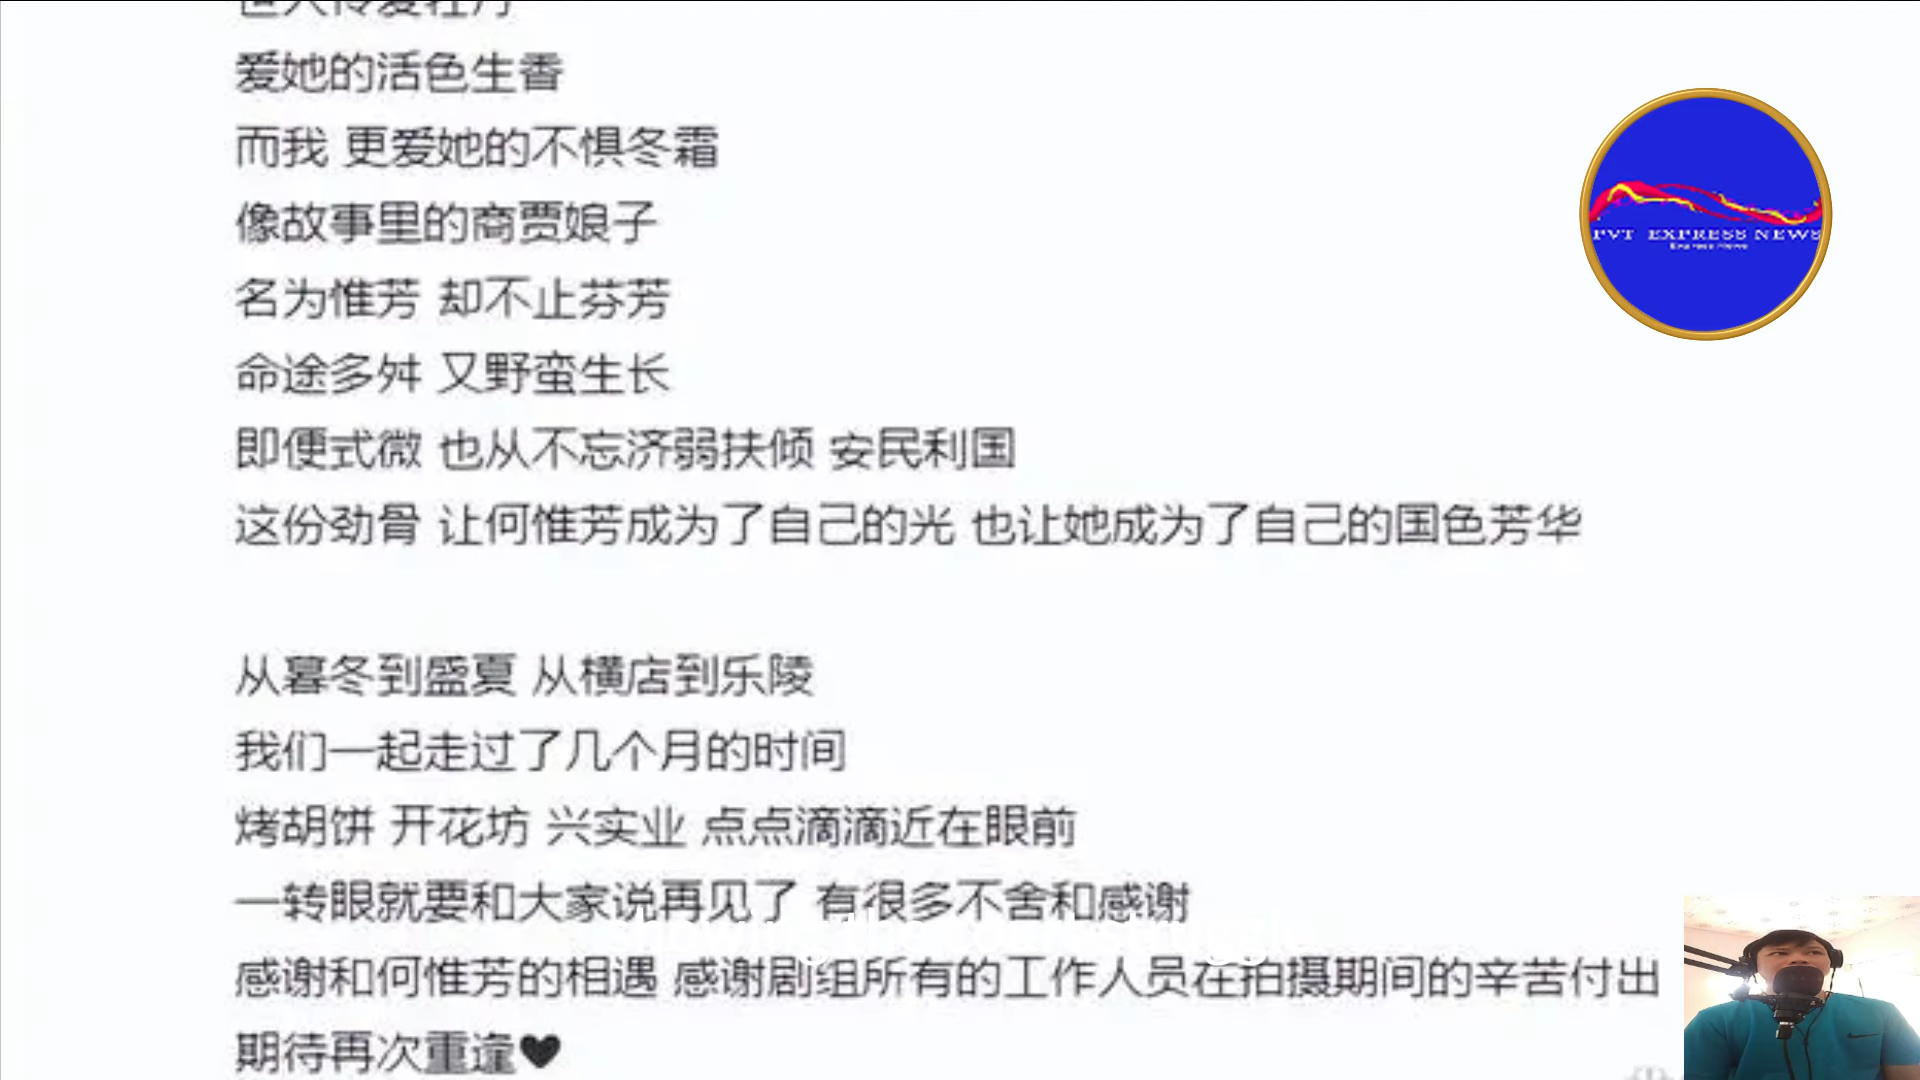 爱她的活色生香
而我 更爱她的不惧冬霜
像故事里的商贾娘子
名为惟芳 却不止芬芳
命途多舛 又野蛮生长
即便式微 也从不忘济弱扶倾 安民利国
这份劲骨 让何惟芳成为了自己的光 也让她成为了自己的国色芳华
从暮冬到盛夏 从横店到乐陵
我们一起走过了几个月的时间
烤胡饼 开花坊 兴实业 点点滴滴近在眼前
一转眼就要和大家说再见了 有很多不舍和感谢
感谢和何惟芳的相遇 感谢剧组所有的工作人员在拍摄期间的辛苦付出
期待再次重逢♥
PVT EXPRESS NEWS
Express News